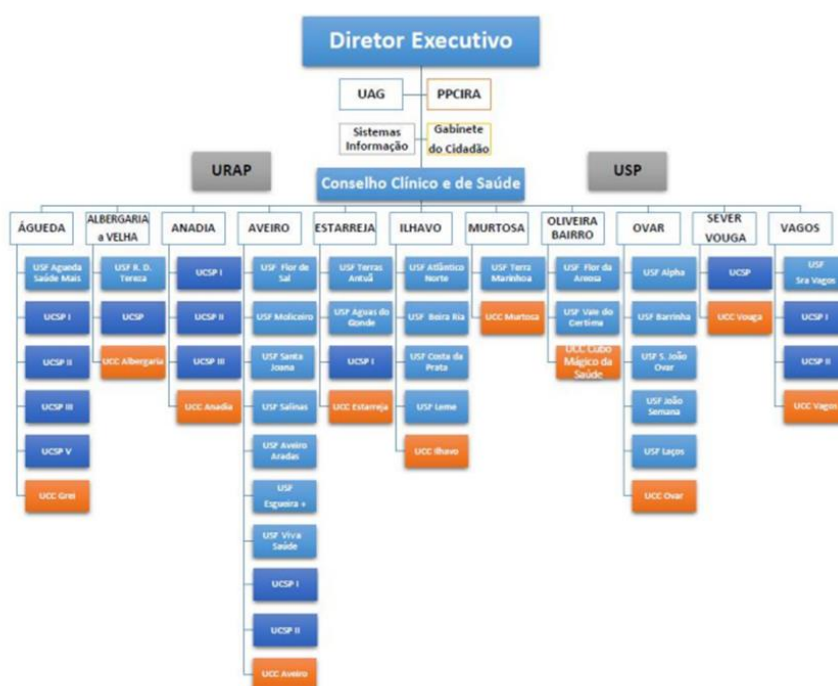 Diretor Executivo
UAG
PPCIRA
Sistemas
Informação
Gabinete
do Cidadão
URAP
USP
Conselho Clínico e de Saúde
ÁGUEDA
USF Agueda
Saúde Mais
UCSP I
UCSP II
UCSP III
UCSP V
UCC Grei
ALBERGARIA
a VELHA
USF R. D.
Tereza
UCSP
UCC Albergaria
ANADIA
UCSP I
UCSP II
UCSP III
UCC Anadia
AVEIRO
USF Flor de
Sal
USF Moliceiro
USF Santa
Joana
USF Salinas
USF Aveiro
Aradas
USF
Esgueira +
USF Viva
Saúde
UCSP I
UCSP II
UCC Aveiro
ESTARREJA
USF Terras
Antuã
USF Aguas do
Gonde
UCSP I
UCC Estarreja
ILHAVO
USF Atlântico
Norte
USF Beira Ria
USF Costa da
Prata
USF Leme
UCC Ilhavo
MURTOSA
USF Terra
Marinhoa
UCC Murtosa
OLIVEIRA
BAIRRO
USF Flor da
Areosa
USF Vale do
Certima
UCC Cubo
Mágico da
Saúde
OVAR
USF Alpha
USF Barrinha
USF S. João
Ovar
USF João
Semana
USF Laços
UCC Ovar
SEVER
VOUGA
UCSP
UCC Vouga
VAGOS
USF
Sra Vagos
UCSP I
UCSP II
UCC Vagos